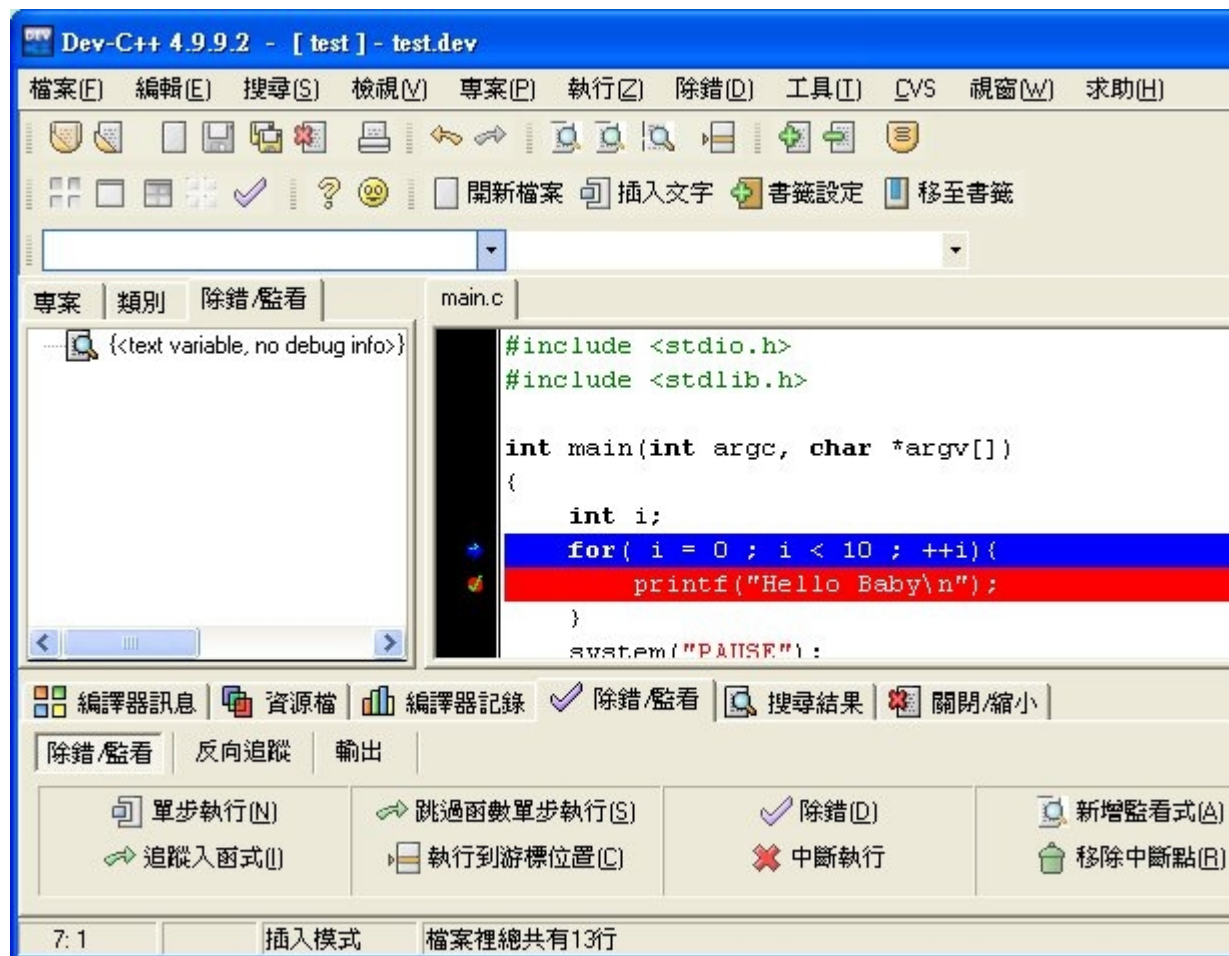 Dev-C++ 4.9.9.2 - [ test ] - test.dev
檔案(F) 編輯(E) 搜尋(S) 檢視(V) 專案(P) 執行(Z) 除錯(D) 工具(T) CVS 視窗(W) 求助(H)
開新檔案 插入文字 書籤設定 移至書籤
專案 類別 除錯/監看 main.c
{<text variable, no debug info>}
#include <stdio.h>
#include <stdlib.h>
int main(int argc, char *argv[])
{
int i;
for( i = 0 ; i < 10 ; ++i){
printf("Hello Baby\n");
}
system("PAUSE");
編譯器訊息 資源檔 編譯器記錄 除錯/監看 搜尋結果 關閉/縮小
除錯/監看 反向追蹤 輸出
單步執行(N) 跳過函數單步執行(S) 除錯(D) 新增監看式(A)
追蹤入函式(I) 執行到游標位置(C) 中斷執行 移除中斷點(R)
7: 1 插入模式 檔案裡總共有13行